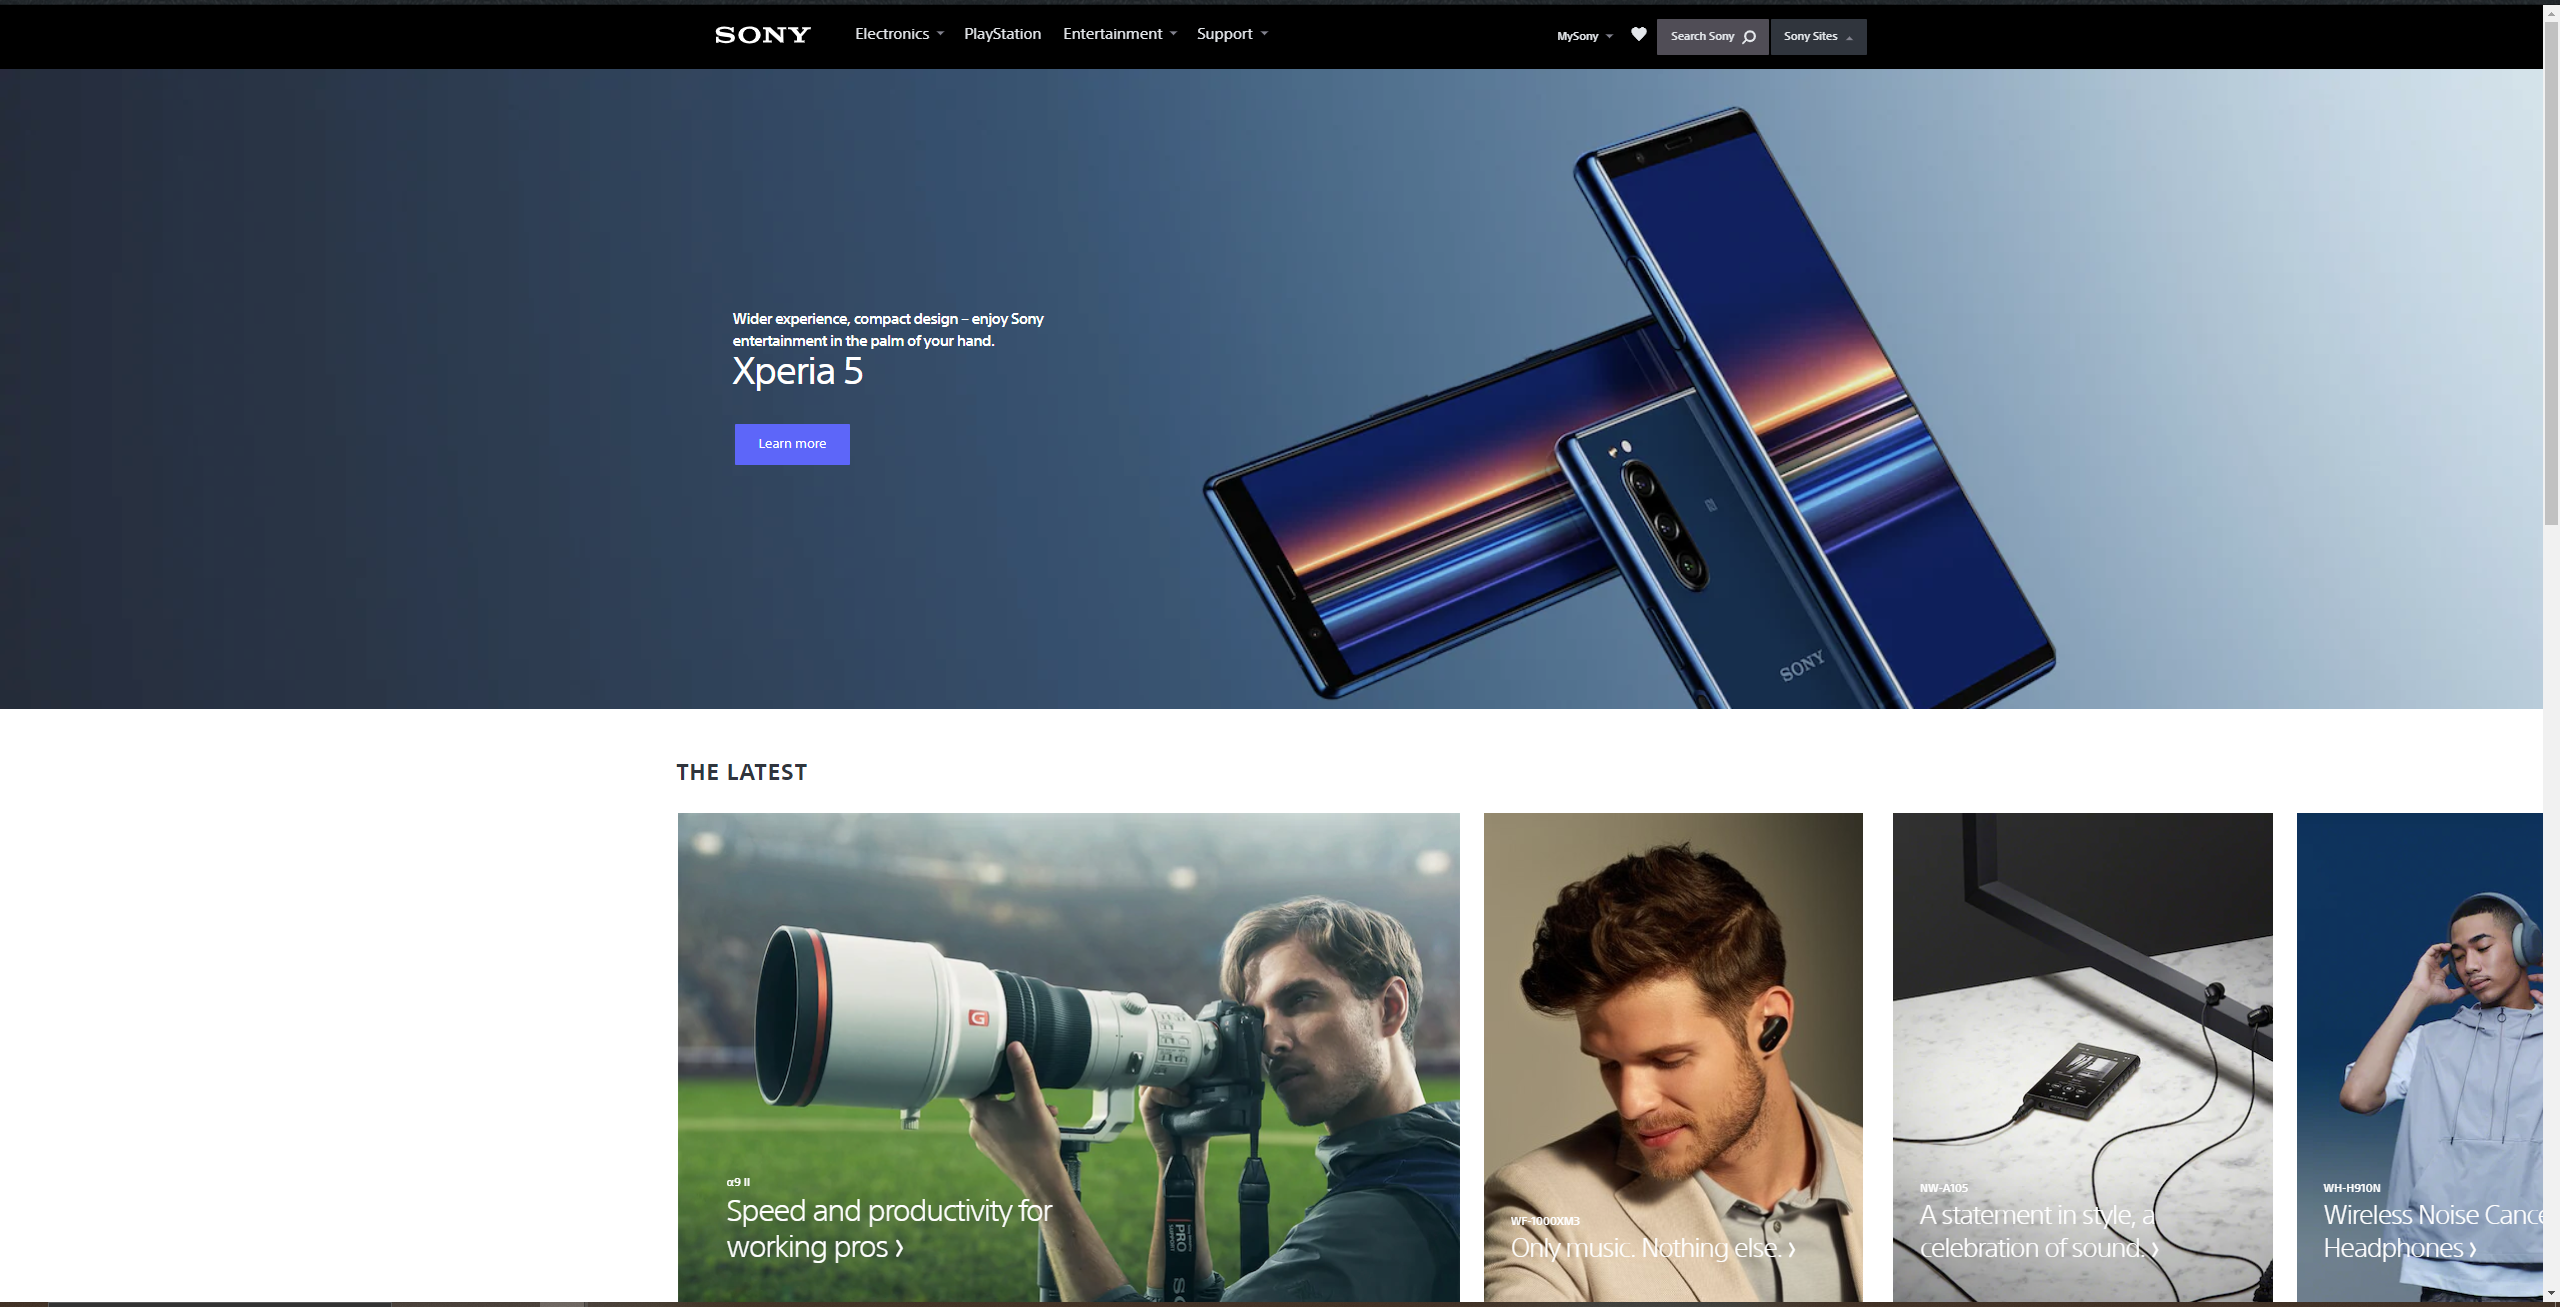 SONY
Electronics
PlayStation
Entertainment
Support
MySony
Search Sony
Sony Sites
Wider experience, compact design – enjoy Sony
entertainment in the palm of your hand.
Xperia 5
Learn more
SONY
THE LATEST
G
PRO
SUPPORT
α9 II
Speed and productivity for
working pros ›
WF-1000XM3
Only music. Nothing else. ›
NW-A105
A statement in style, a
celebration of sound. ›
WH-H910N
Wireless Noise Cance
Headphones ›